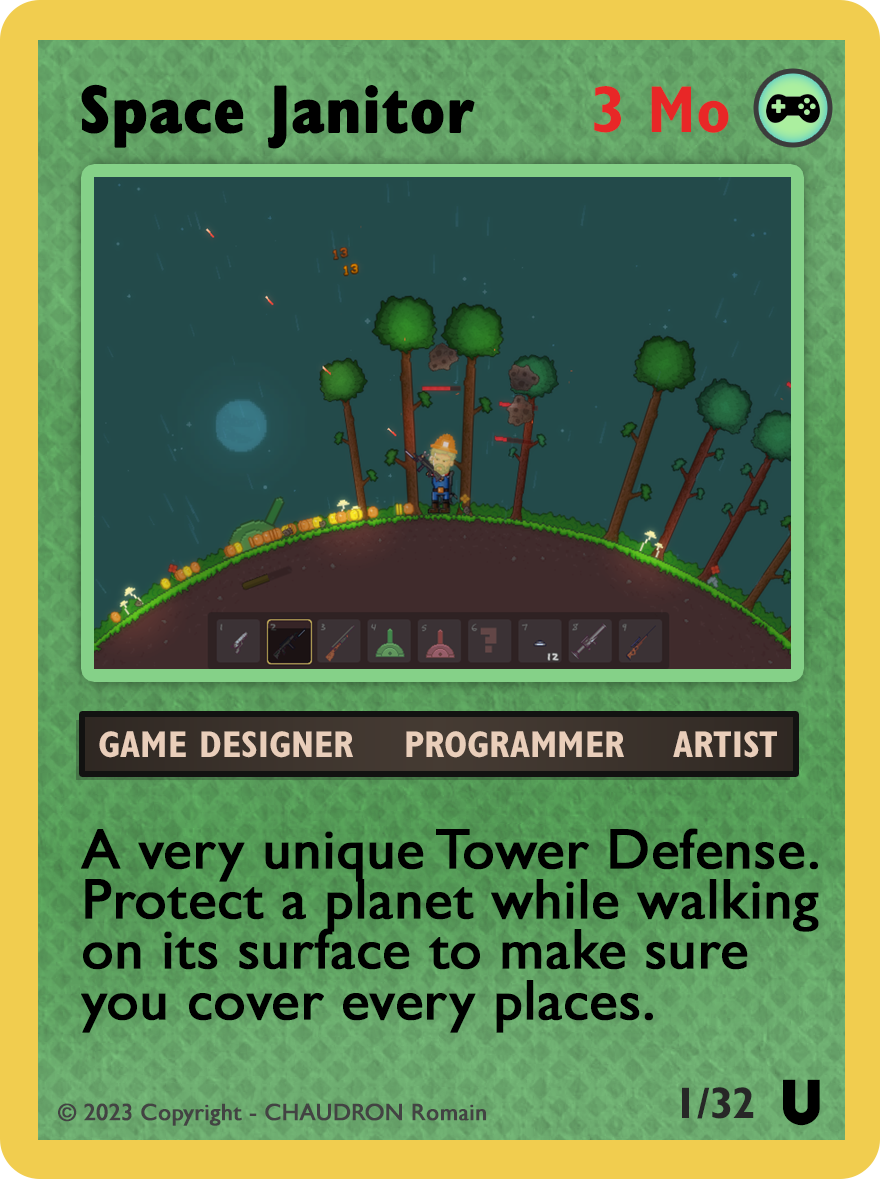 Space Janitor 3 Mo
13
13
1 2 3 4 5 6 7 8 9
12
GAME DESIGNER PROGRAMMER ARTIST
A very unique Tower Defense.
Protect a planet while walking
on its surface to make sure
you cover every places.
© 2023 Copyright - CHAUDRON Romain 1/32 U